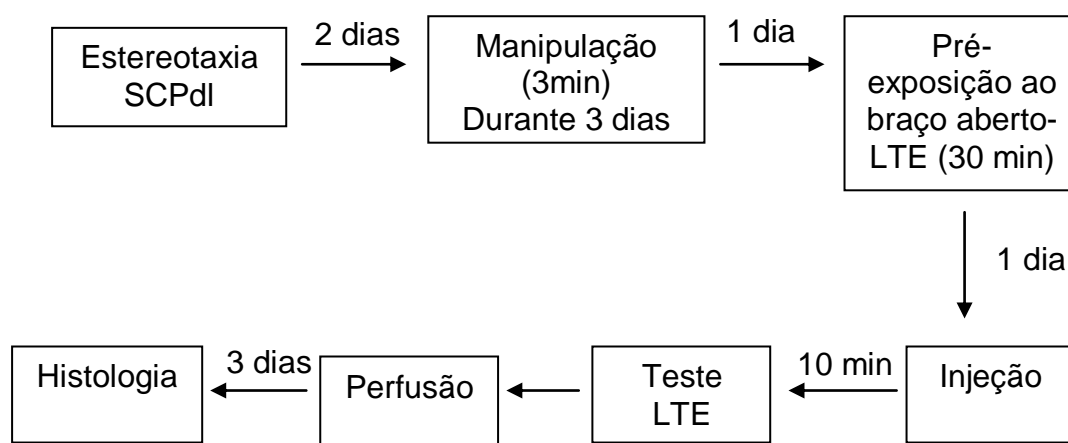 Estereotaxia
SCPdl
2 dias
Manipulação
(3min)
Durante 3 dias
1 dia
Pré-
exposição ao
braço aberto-
LTE (30 min)
1 dia
Injeção
10 min
Teste
LTE
Perfusão
3 dias
Histologia